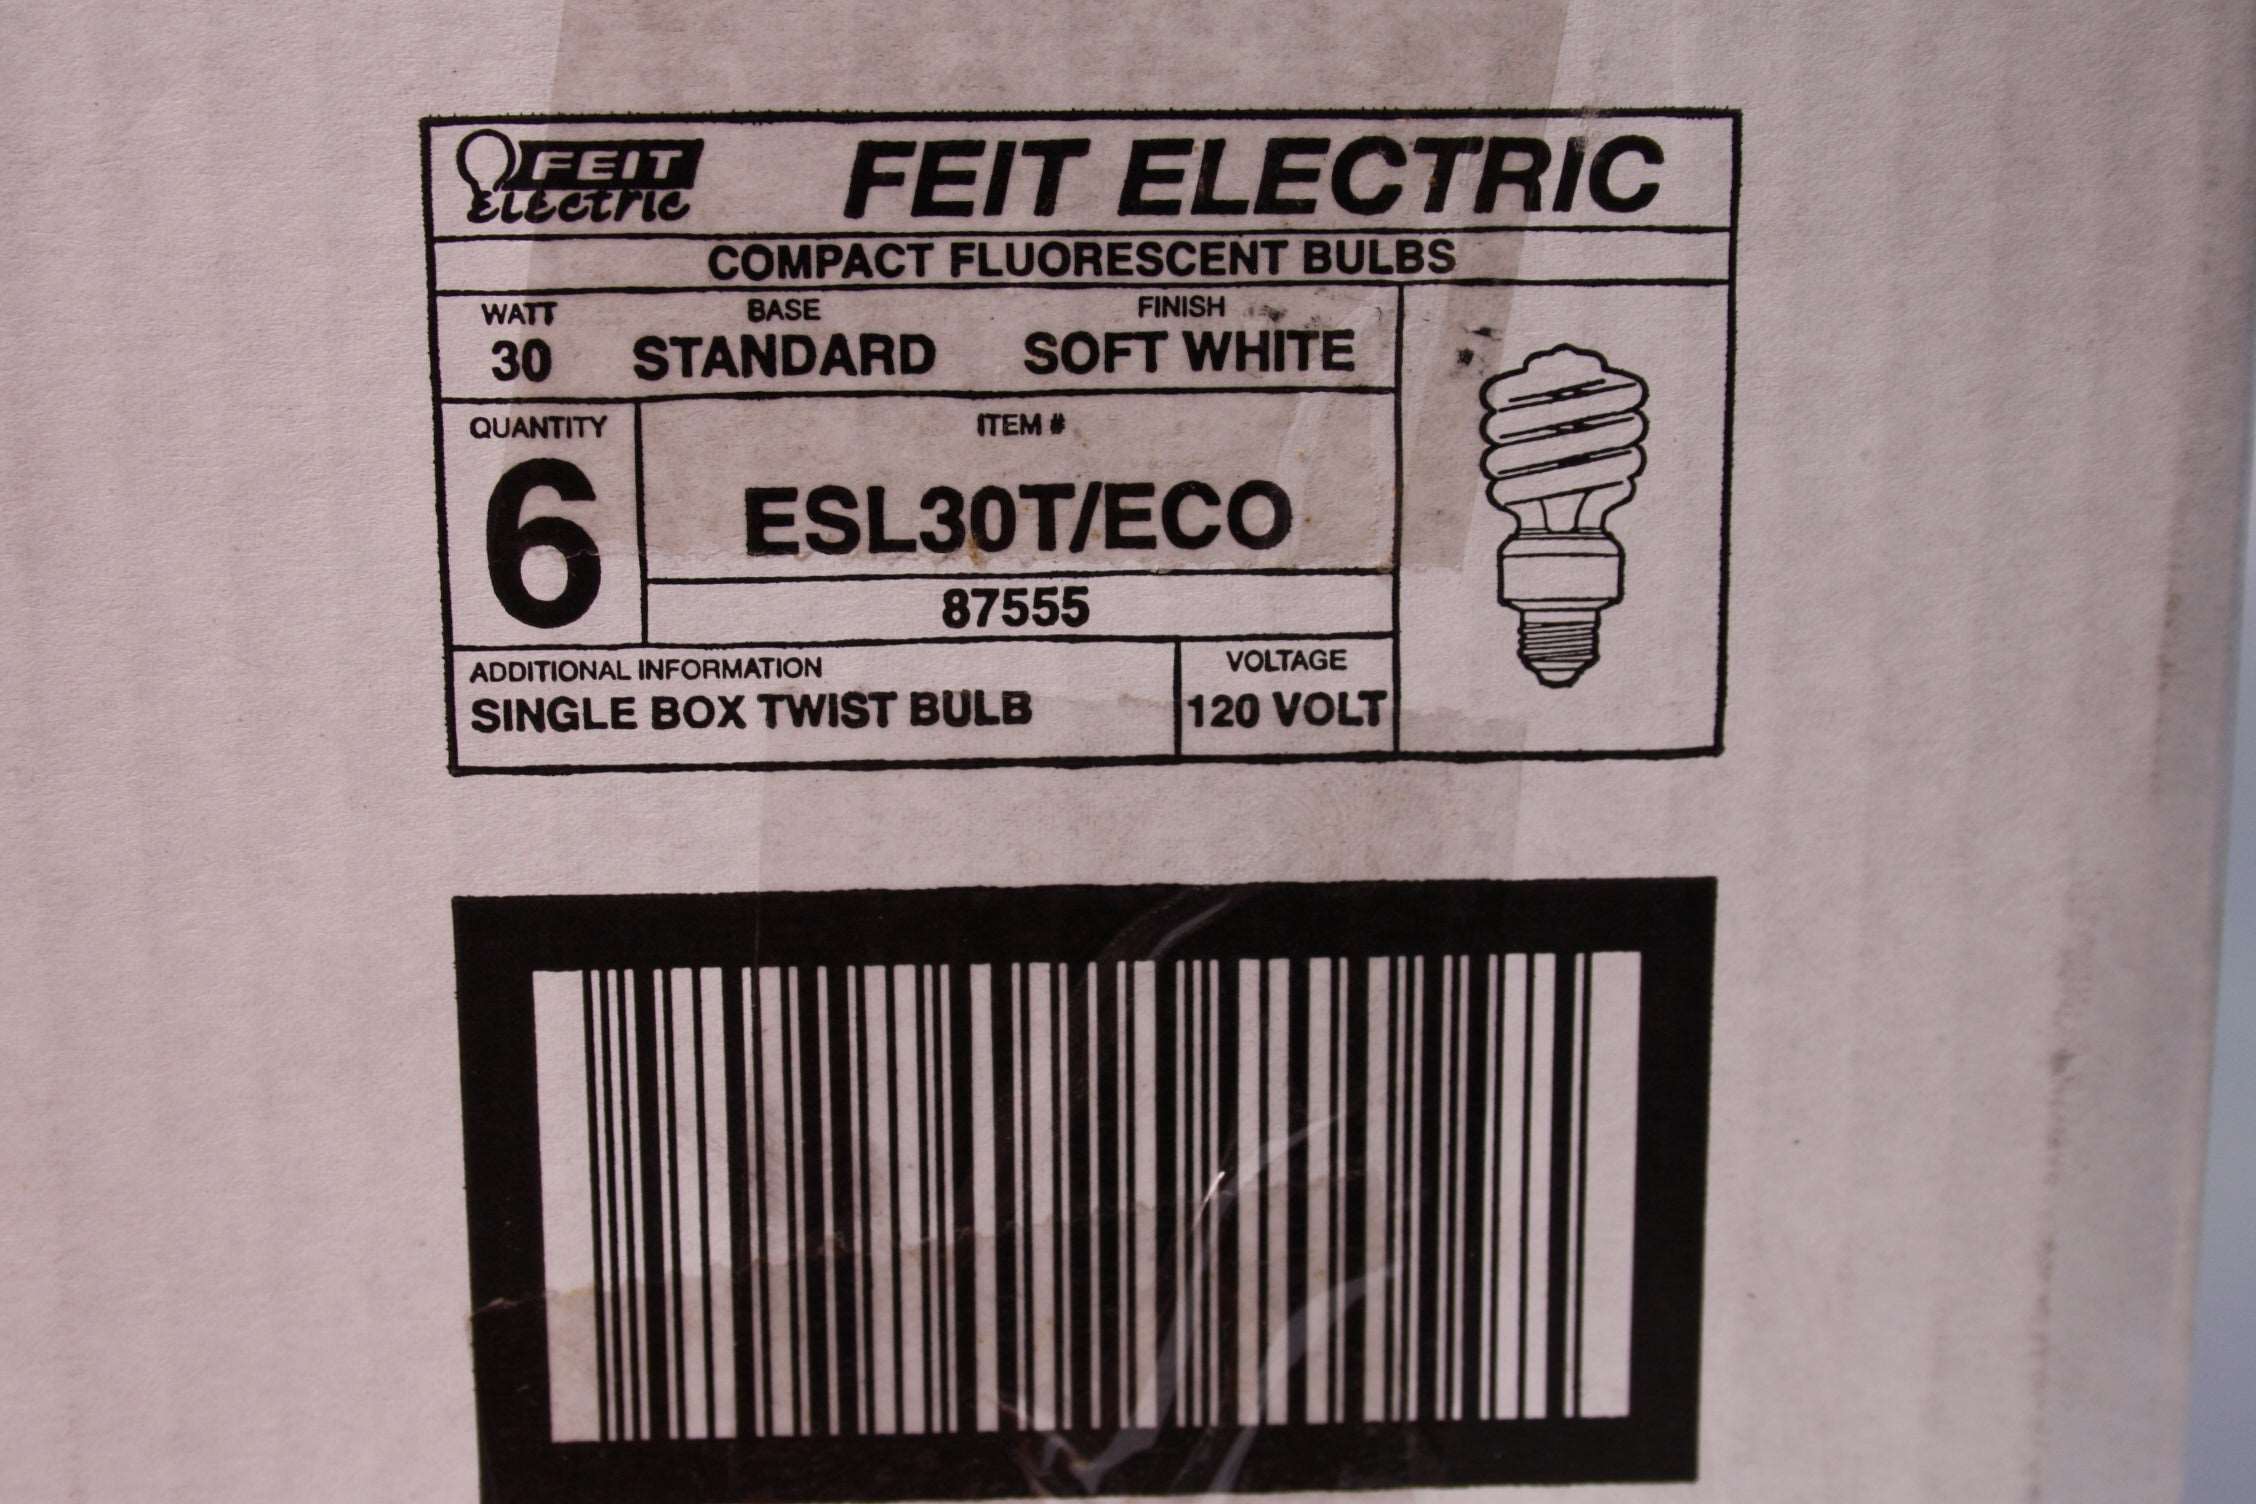 FEIT Electric FEIT ELECTRIC
COMPACT FLUORESCENT BULBS
WATT BASE FINISH
30 STANDARD SOFT WHITE
QUANTITY ITEM #
6 ESL30T/ECO
87555
ADDITIONAL INFORMATION VOLTAGE
SINGLE BOX TWIST BULB 120 VOLT